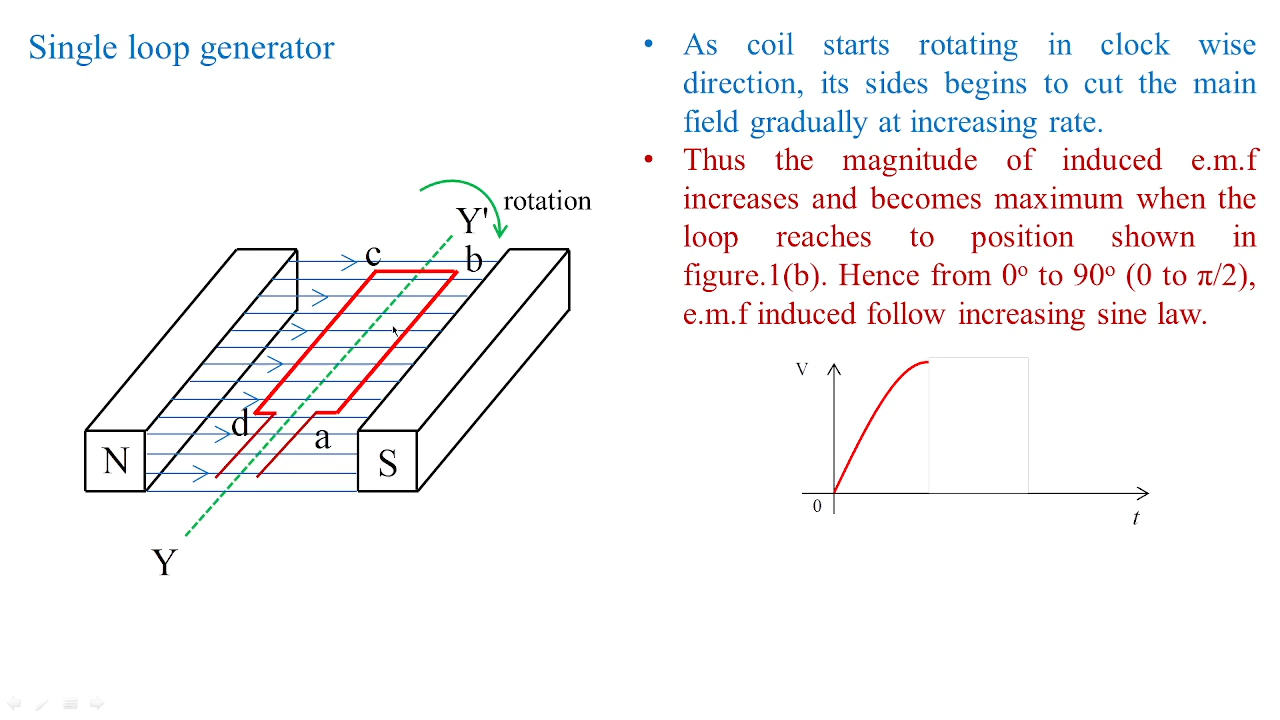 Single loop generator
• As coil starts rotating in clock wise
direction, its sides begins to cut the main
field gradually at increasing rate.
• Thus the magnitude of induced e.m.f
increases and becomes maximum when the
loop reaches to position shown in
figure.1(b). Hence from 0º to 90º (0 to π/2),
e.m.f induced follow increasing sine law.
rotation
Y'
c
b
d
a
N
S
Y
V
0
t